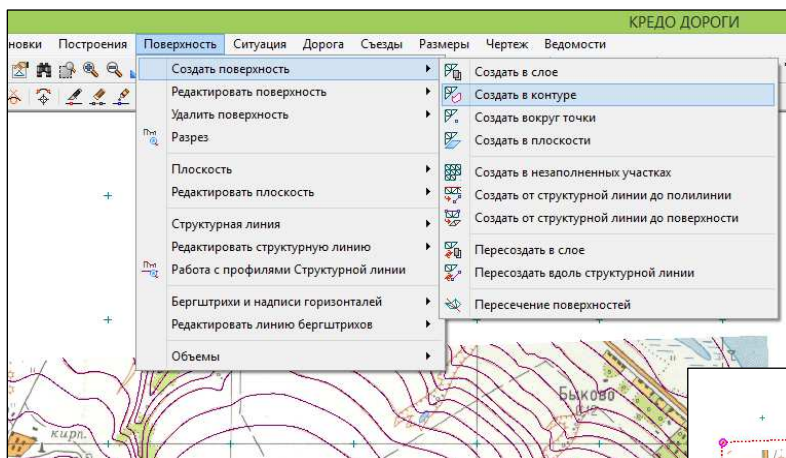 КРЕДО ДОРОГИ
новки Построения Поверхность Ситуация Дорога Съезды Размеры Чертеж Ведомости
Создать поверхность
Редактировать поверхность
Удалить поверхность
Разрез
Плоскость
Редактировать плоскость
Структурная линия
Редактировать структурную линию
Работа с профилями Структурной линии
Бергштрихи и надписи горизонталей
Редактировать линию бергштрихов
Объемы
Создать в слое
Создать в контуре
Создать вокруг точки
Создать в плоскости
Создать в незаполненных участках
Создать от структурной линии до полилинии
Создать от структурной линии до поверхности
Пересоздать в слое
Пересоздать вдоль структурной линии
Пересечение поверхностей
Быково
кирп.